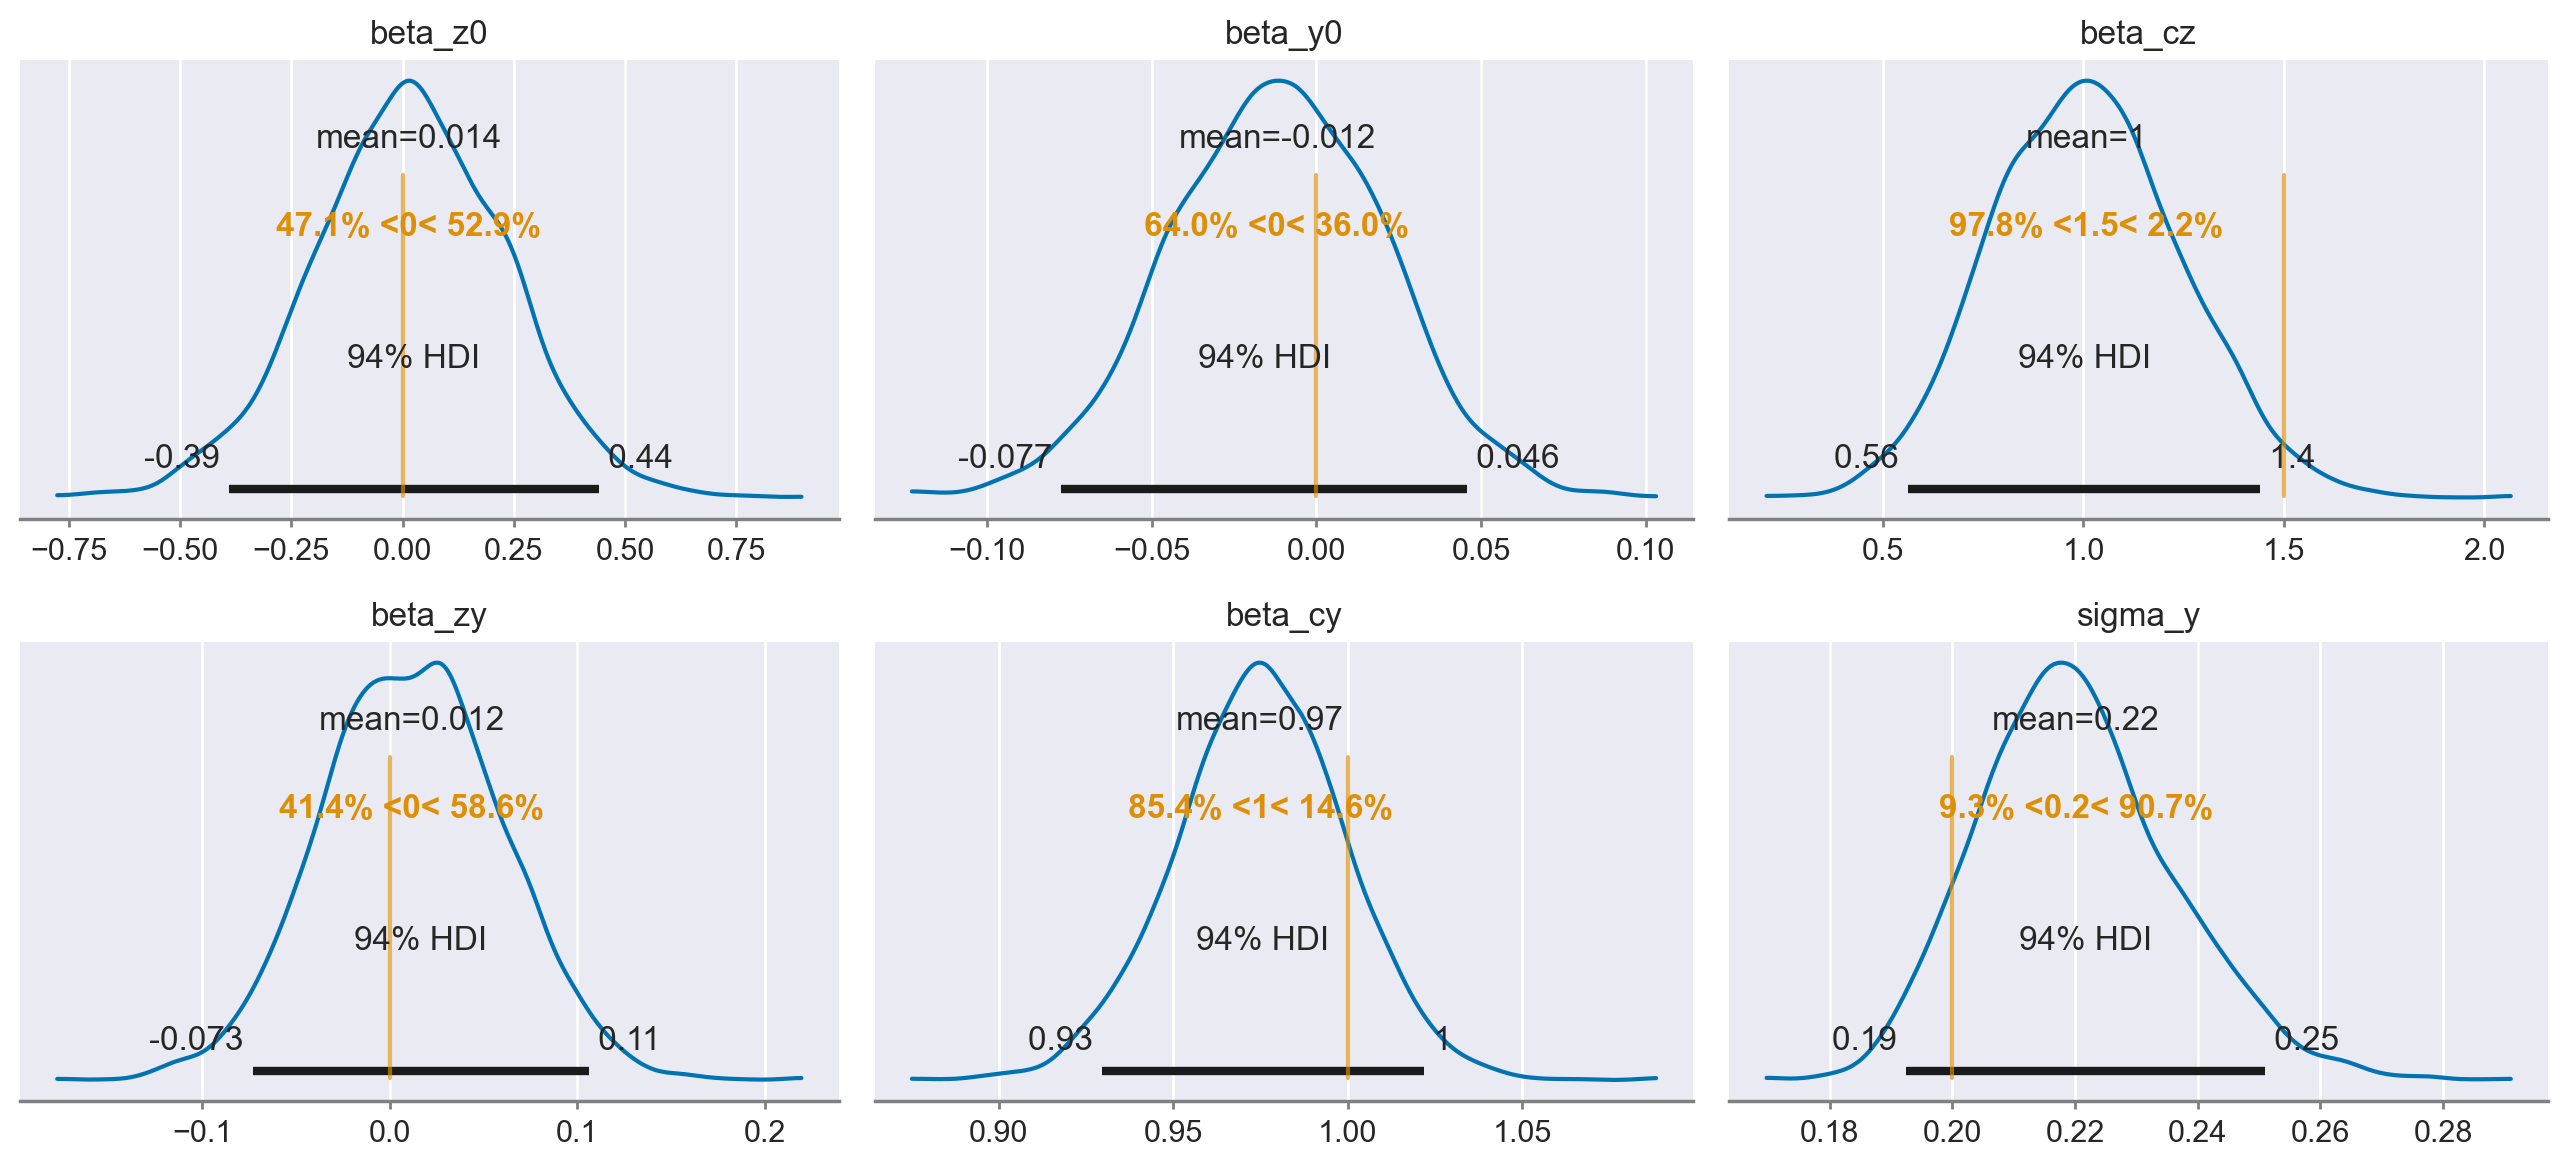 beta_z0
mean=0.014
47.1% <0< 52.9%
94% HDI
-0.39 0.44
−0.75 −0.50 −0.25 0.00 0.25 0.50 0.75
beta_y0
mean=-0.012
64.0% <0< 36.0%
94% HDI
-0.077 0.046
−0.10 −0.05 0.00 0.05 0.10
beta_cz
mean=1
97.8% <1.5< 2.2%
94% HDI
0.56 1.4
0.5 1.0 1.5 2.0
beta_zy
mean=0.012
41.4% <0< 58.6%
94% HDI
-0.073 0.11
−0.1 0.0 0.1 0.2
beta_cy
mean=0.97
85.4% <1< 14.6%
94% HDI
0.93 1
0.90 0.95 1.00 1.05
sigma_y
mean=0.22
9.3% <0.2< 90.7%
94% HDI
0.19 0.25
0.18 0.20 0.22 0.24 0.26 0.28